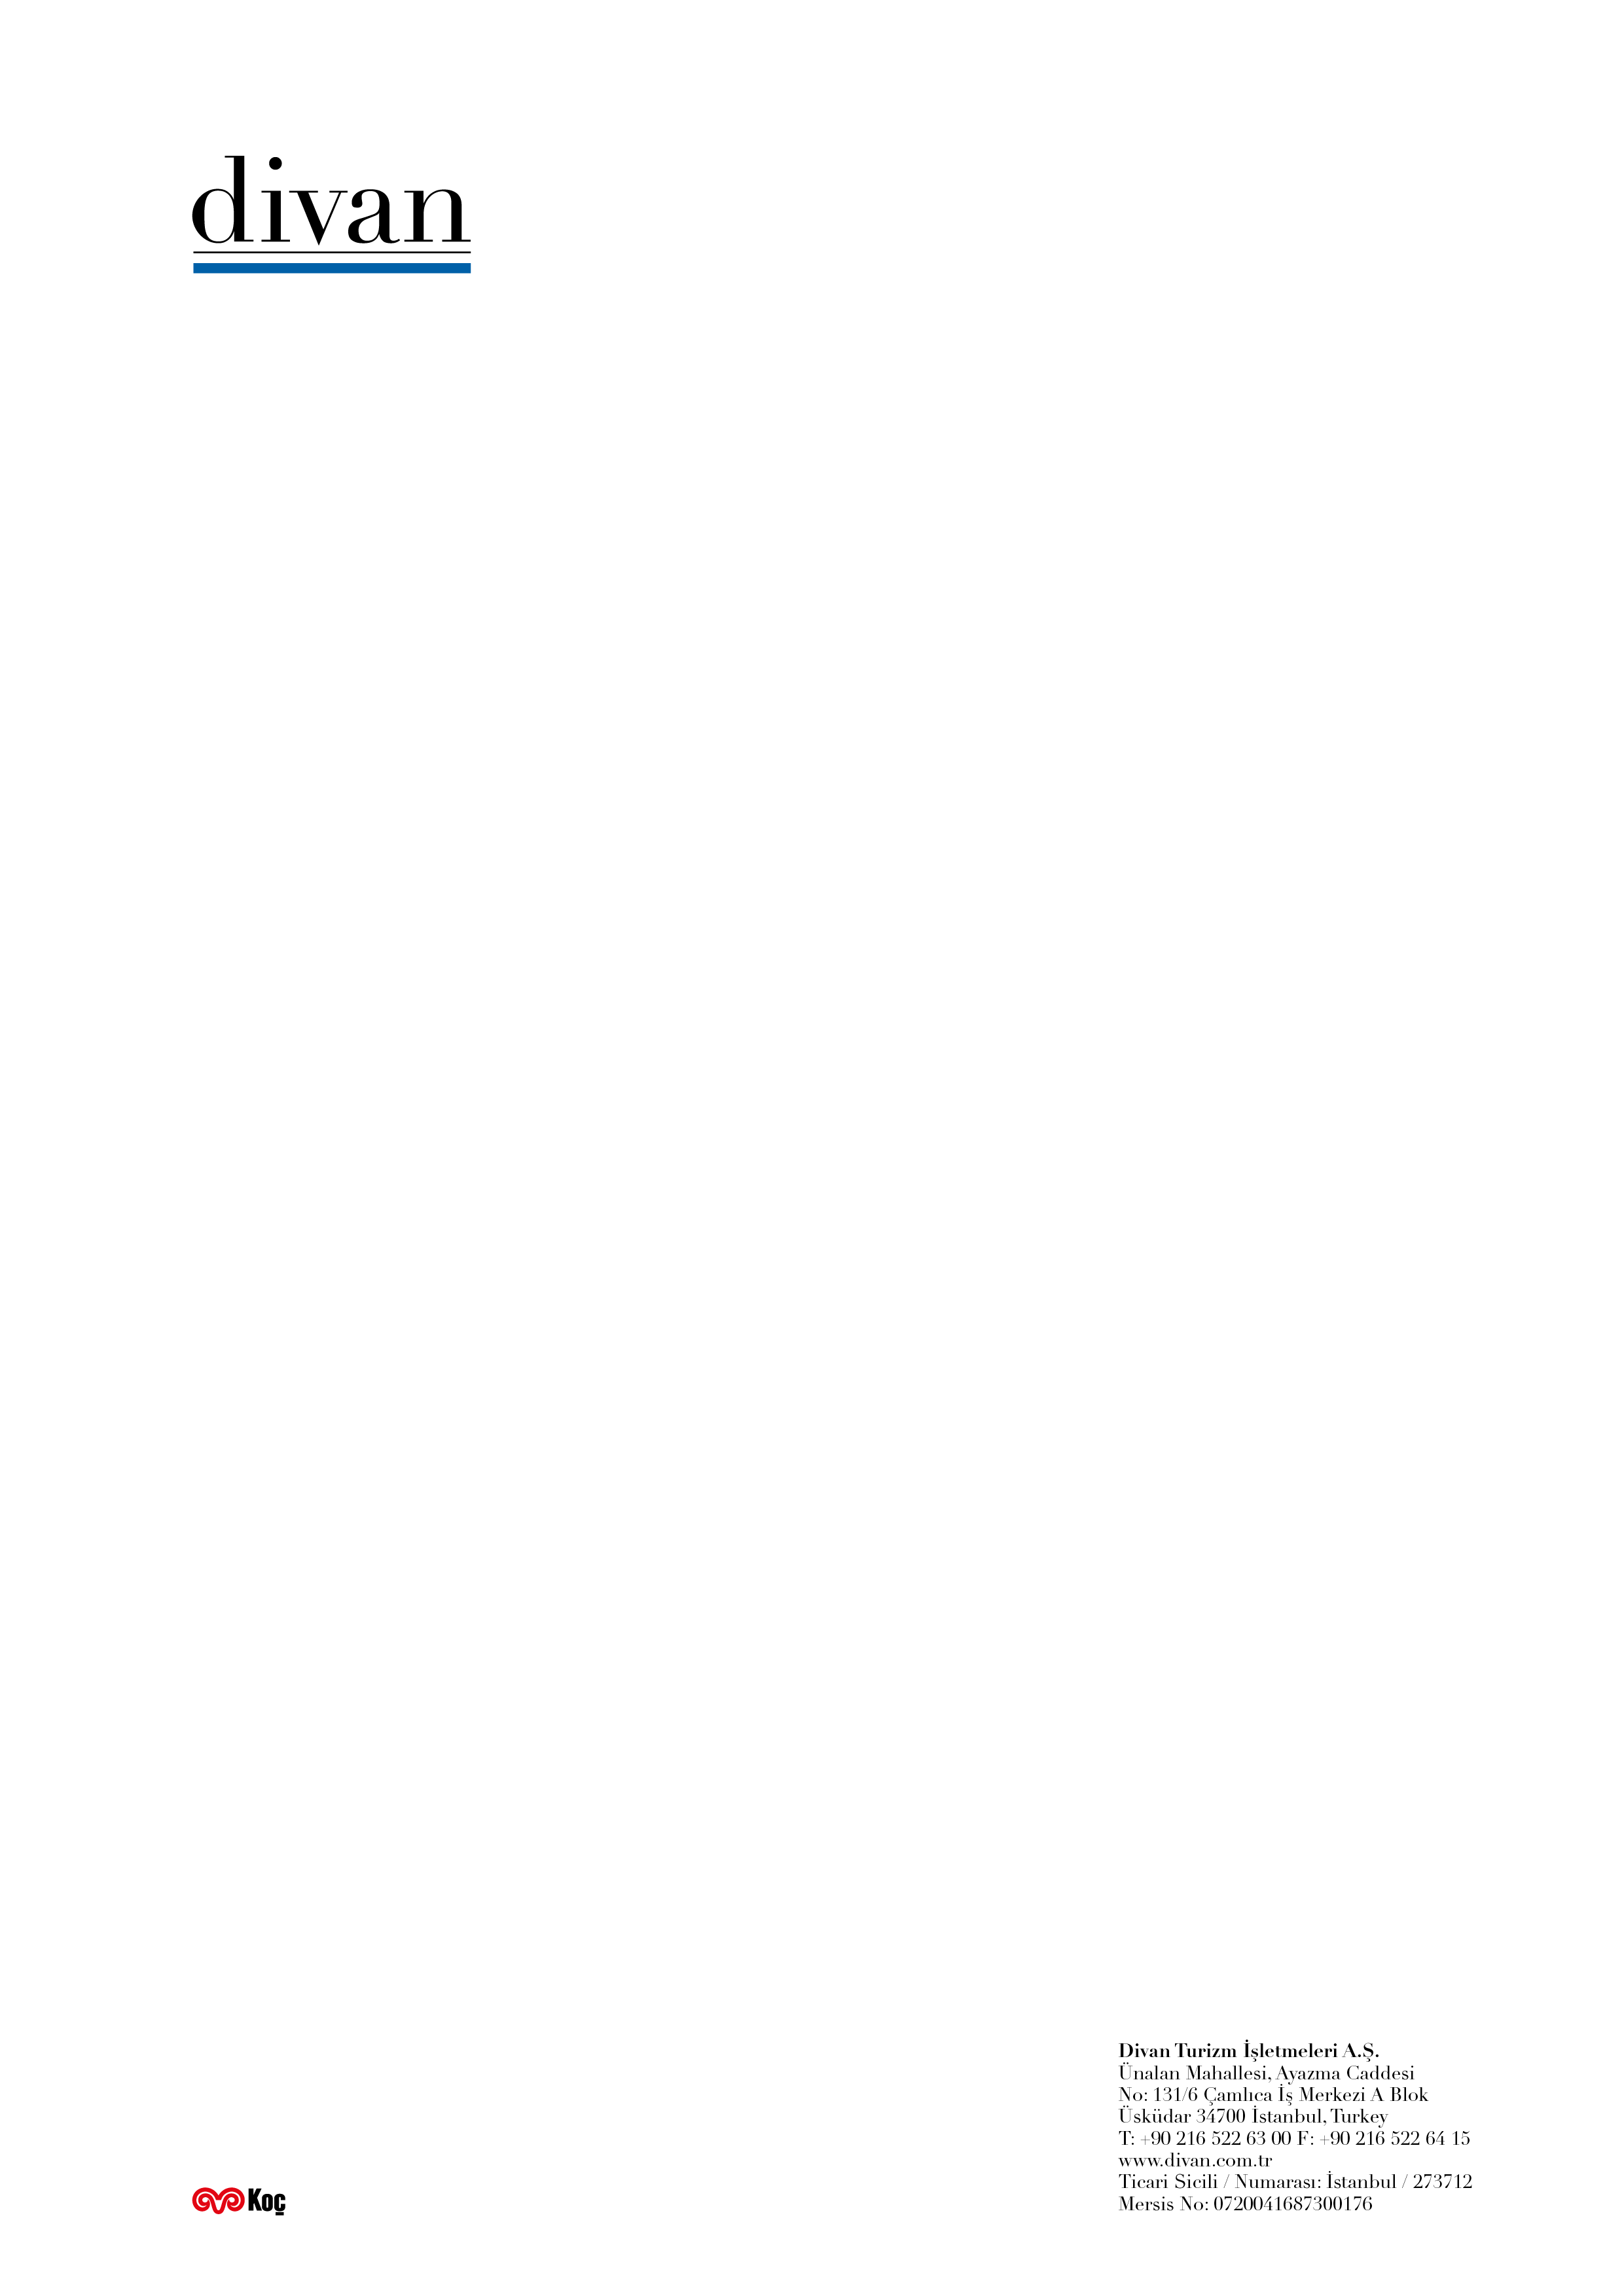 divan
Divan Turizm İşletmeleri A.Ş.
Ünalan Mahallesi, Ayazma Caddesi
No: 131/6 Çamlıca İş Merkezi A Blok
Üsküdar 34700 İstanbul, Turkey
T: +90 216 522 63 00 F: +90 216 522 64 15
www.divan.com.tr
Ticari Sicili / Numarası: İstanbul / 273712
Mersis No: 0720041687300176
Koç